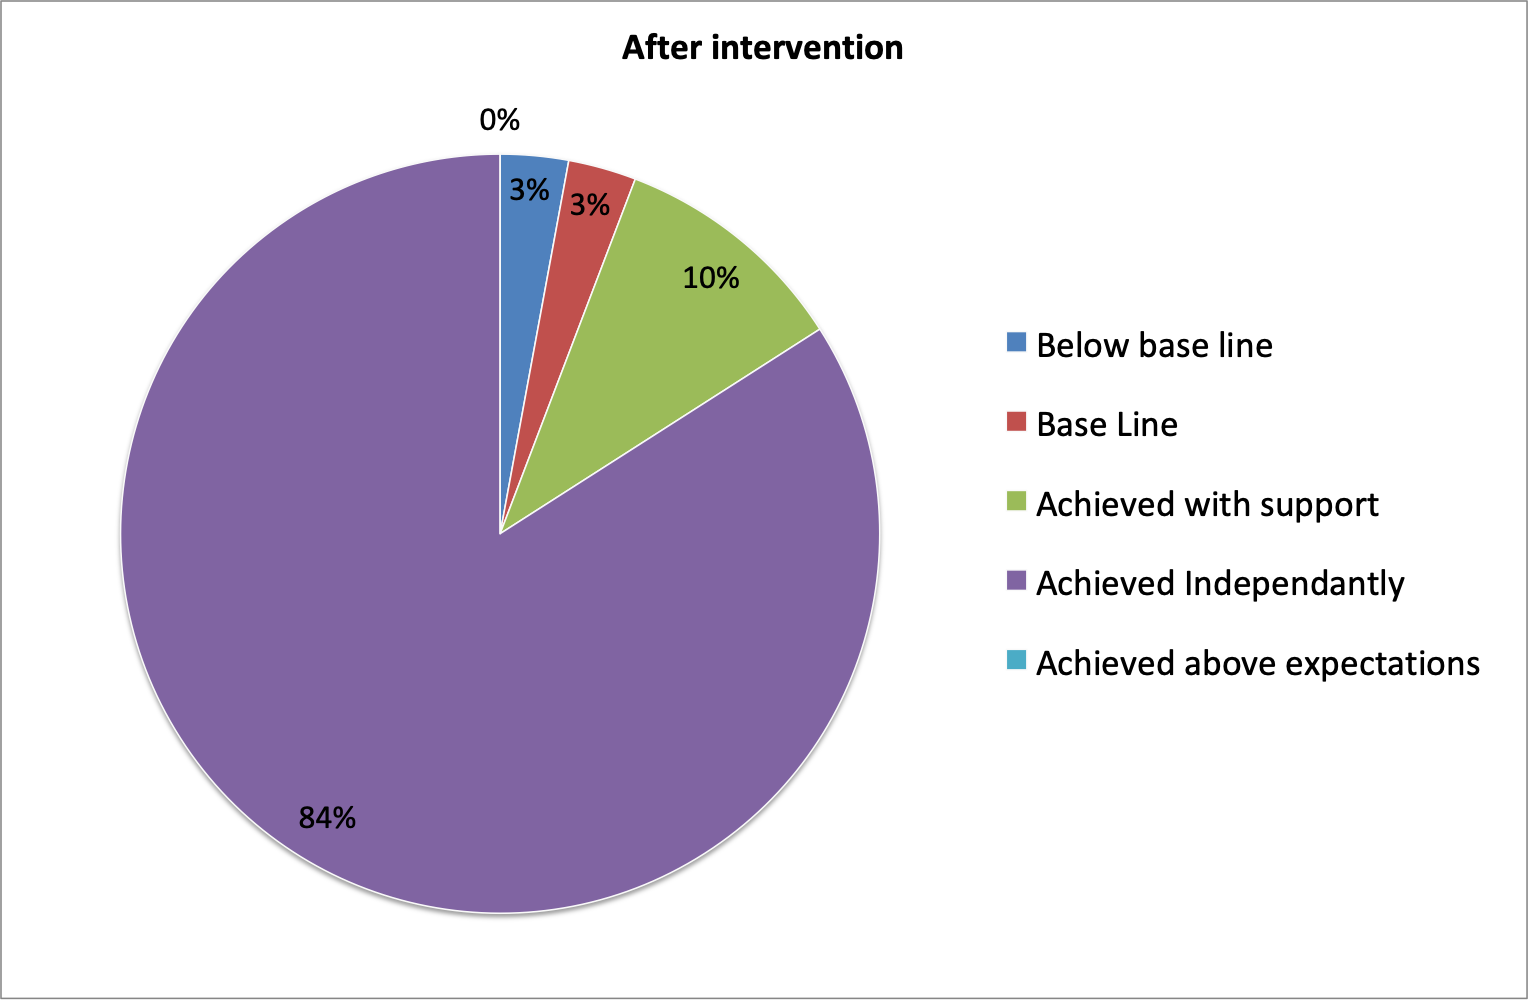 After intervention
0%
3%
3%
10%
84%
Below base line
Base Line
Achieved with support
Achieved Independantly
Achieved above expectations